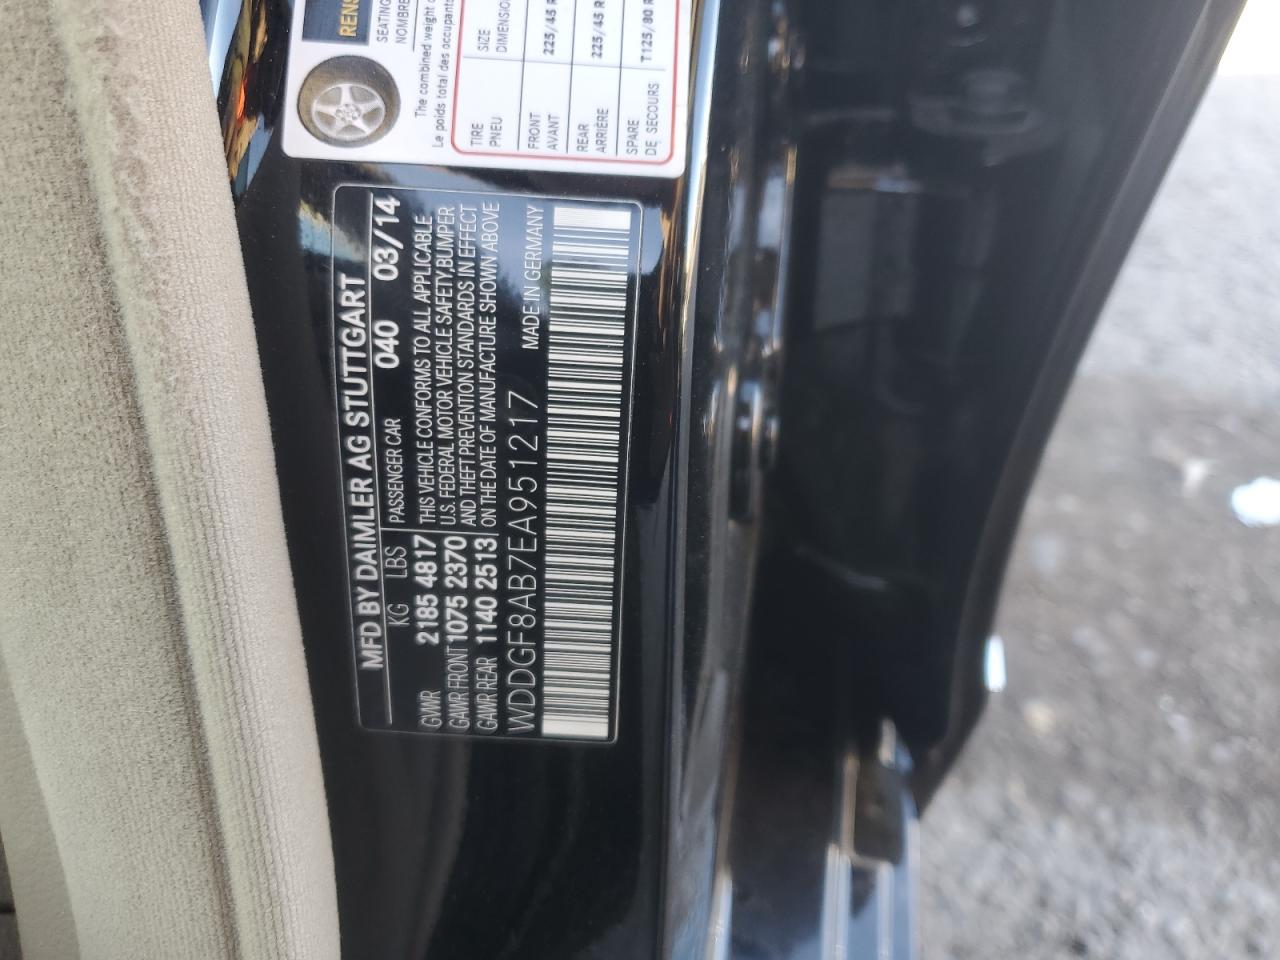 RENS
SEATING
NOMBRE
The combined weight o
Le poids total des occupants
TIRE SIZE
PNEU DIMENSION
FRONT 225/45 R
AVANT
REAR 225/45 R
ARRIÈRE
SPARE T125/80 R
DE SECOURS
MFD BY DAIMLER AG STUTTGART
KG LBS PASSENGER CAR 040 03/14
GVWR 2185 4817 THIS VEHICLE CONFORMS TO ALL APPLICABLE
GAWR FRONT 1075 2370 U.S. FEDERAL MOTOR VEHICLE SAFETY,BUMPER
GAWR REAR 1140 2513 AND THEFT PREVENTION STANDARDS IN EFFECT
ON THE DATE OF MANUFACTURE SHOWN ABOVE
WDDGF8AB7EA951217 MADE IN GERMANY